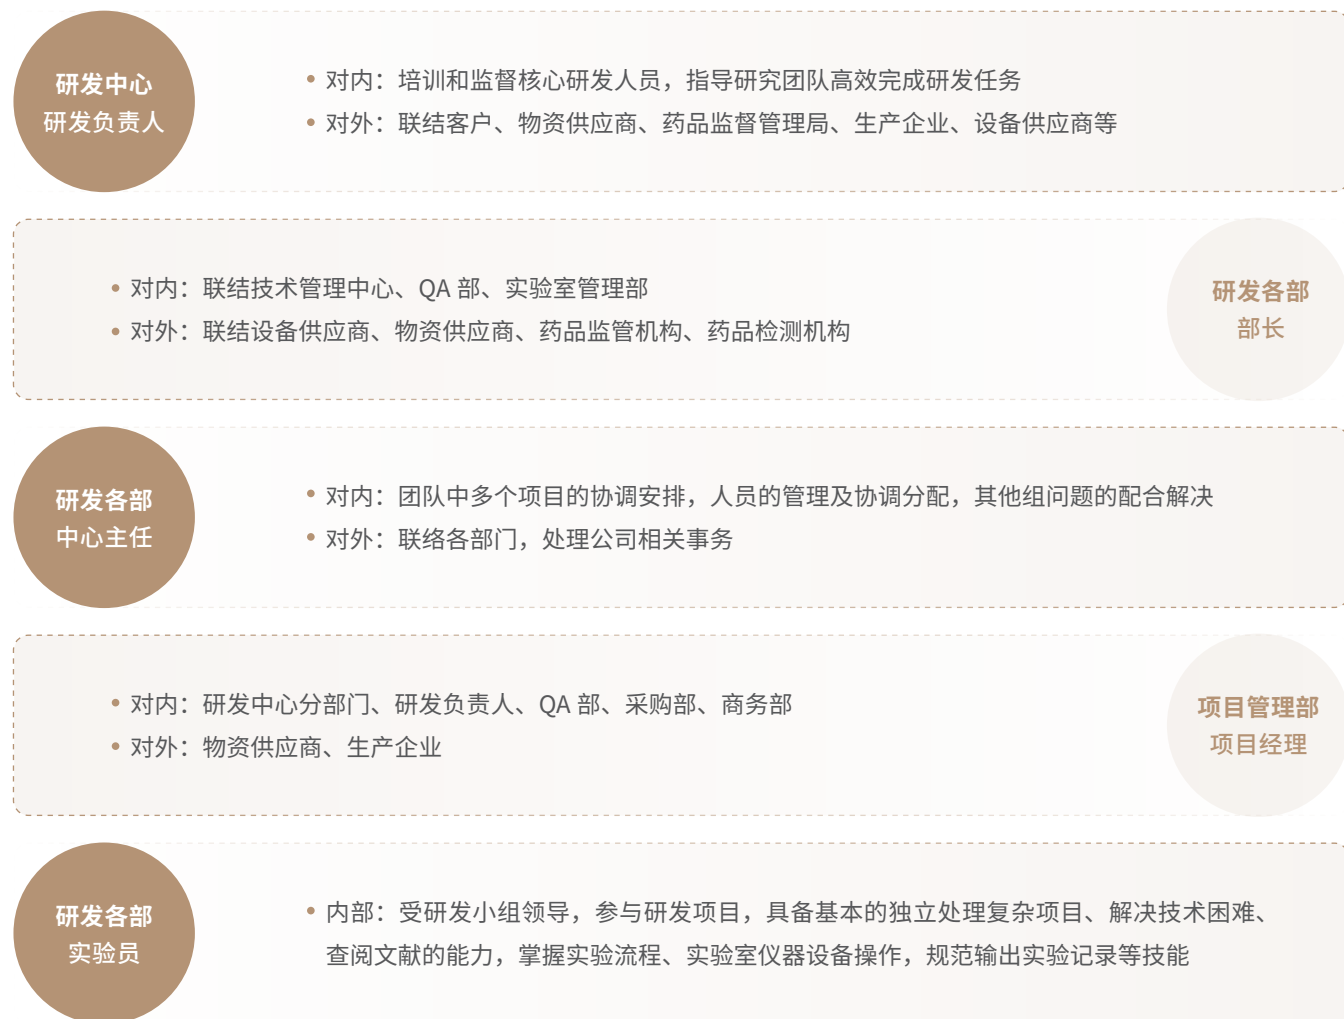 研发中心
研发负责人
• 对内：培训和监督核心研发人员，指导研究团队高效完成研发任务
• 对外：联结客户、物资供应商、药品监督管理局、生产企业、设备供应商等
• 对内：联结技术管理中心、QA 部、实验室管理部
• 对外：联结设备供应商、物资供应商、药品监管机构、药品检测机构
研发各部
部长
研发各部
中心主任
• 对内：团队中多个项目的协调安排，人员的管理及协调分配，其他组问题的配合解决
• 对外：联络各部门，处理公司相关事务
• 对内：研发中心分部门、研发负责人、QA 部、采购部、商务部
• 对外：物资供应商、生产企业
项目管理部
项目经理
研发各部
实验员
• 内部：受研发小组领导，参与研发项目，具备基本的独立处理复杂项目、解决技术困难、
查阅文献的能力，掌握实验流程、实验室仪器设备操作，规范输出实验记录等技能